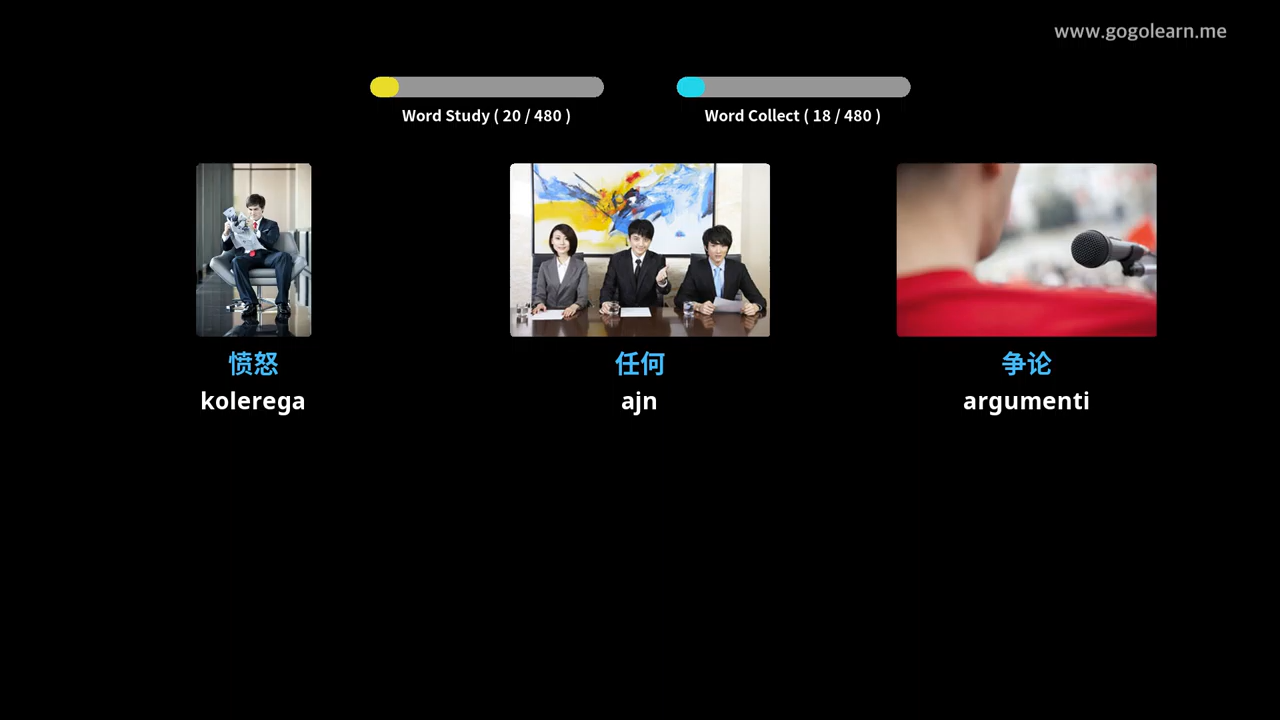 www.gogolearn.me
Word Study ( 20 / 480 )
Word Collect ( 18 / 480 )
愤怒
kolerega
任何
ajn
争论
argumenti